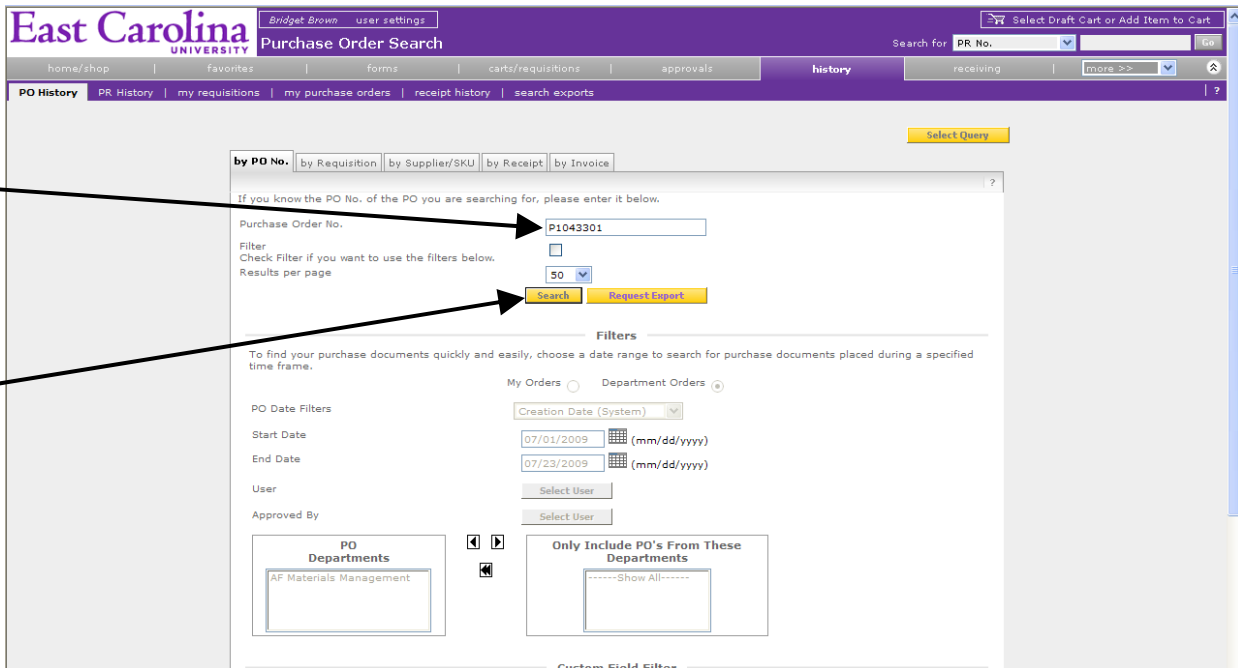 East Carolina
UNIVERSITY
Bridget Brown user settings
Select Draft Cart or Add Item to Cart
Purchase Order Search
Search for PR No. Go
home/shop | favorites | forms | carts/requisitions | approvals history receiving | more >>
PO History PR History | my requisitions | my purchase orders | receipt history | search exports | ?
Select Query
by PO No. by Requisition by Supplier/SKU by Receipt by Invoice
?
If you know the PO No. of the PO you are searching for, please enter it below.
Purchase Order No. P1043301
Filter
Check Filter if you want to use the filters below.
Results per page 50
Search Request Export
Filters
To find your purchase documents quickly and easily, choose a date range to search for purchase documents placed during a specified
time frame.
My Orders Department Orders
PO Date Filters Creation Date (System)
Start Date 07/01/2009 (mm/dd/yyyy)
End Date 07/23/2009 (mm/dd/yyyy)
User Select User
Approved By Select User
PO
Departments
AF Materials Management
Only Include PO's From These
Departments
------Show All------
Custom Field Filter